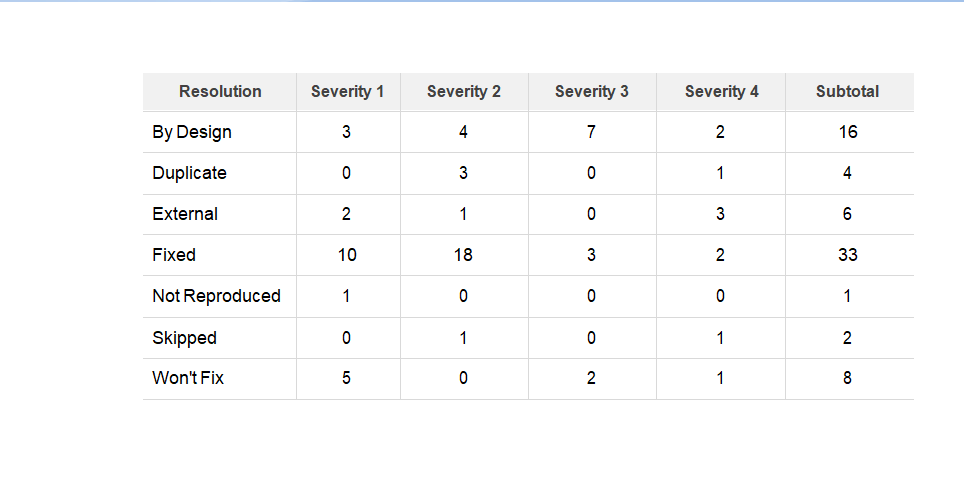 Resolution Severity 1 Severity 2 Severity 3 Severity 4 Subtotal
By Design 3 4 7 2 16
Duplicate 0 3 0 1 4
External 2 1 0 3 6
Fixed 10 18 3 2 33
Not Reproduced 1 0 0 0 1
Skipped 0 1 0 1 2
Won't Fix 5 0 2 1 8